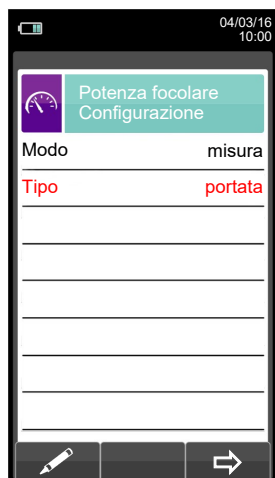 04/03/16
10:00
Potenza focolare
Configurazione
Modo misura
Tipo portata